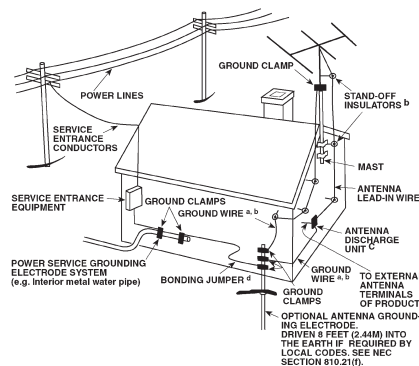 GROUND CLAMP
POWER LINES
STAND-OFF
INSULATORS b
SERVICE
ENTRANCE
CONDUCTORS
MAST
ANTENNA
LEAD-IN WIRE
SERVICE ENTRANCE
EQUIPMENT
GROUND CLAMPS
GROUND WIRE a, b
ANTENNA
DISCHARGE
UNIT C
POWER SERVICE GROUNDING
ELECTRODE SYSTEM
(e.g. Interior metal water pipe)
BONDING JUMPER d
GROUND
WIRE a, b
TO EXTERNA
ANTENNA
TERMINALS
OF PRODUCT
GROUND
CLAMPS
OPTIONAL ANTENNA GROUND-
ING ELECTRODE.
DRIVEN 8 FEET (2.44M) INTO
THE EARTH IF REQUIRED BY
LOCAL CODES. SEE NEC
SECTION 810.21(f).